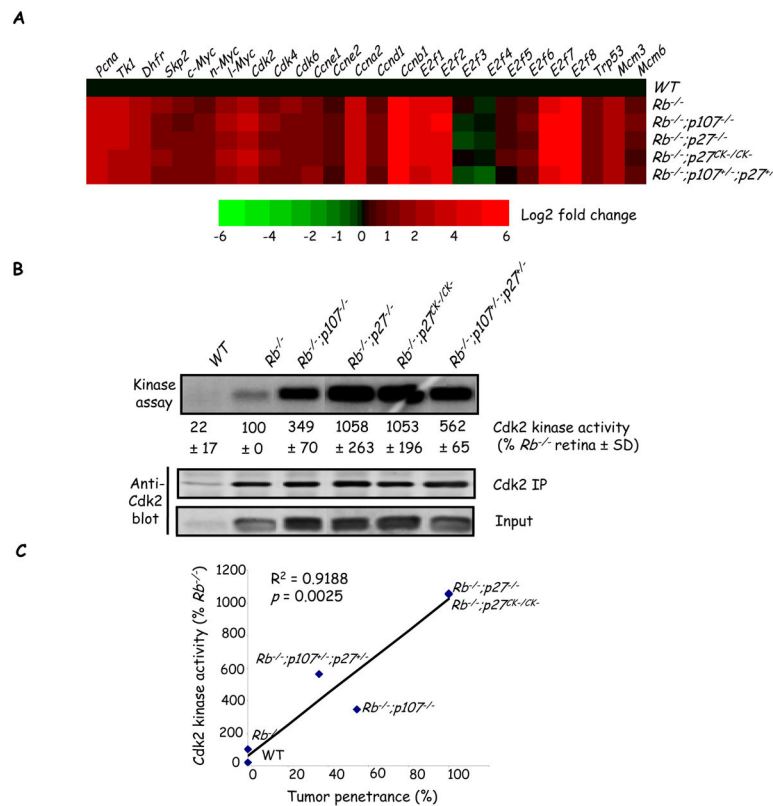 A
Pcna Tk1 Dhfr Skp2 c-Myc n-Myc l-Myc Cdk2 Cdk4 Cdk6 Ccne1 Ccne2 Ccna2 Ccnd1 Ccnb1 E2f1 E2f2 E2f3 E2f4 E2f5 E2f6 E2f7 E2f8 Trp53 Mcm3 Mcm6
WT
Rb-/-
Rb-/-;p107-/-
Rb-/-;p27-/-
Rb-/-;p27CK-/CK-
Rb-/-;p107+/-;p27+/
-6 -4 -2 -1 0 1 2 4 6
Log2 fold change
B
WT Rb-/- Rb-/-;p107-/- Rb-/-;p27-/- Rb-/-;p27CK-/CK- Rb-/-;p107+/-;p27+/-
Kinase
assay
22 100 349 1058 1053 562 Cdk2 kinase activity
± 17 ± 0 ± 70 ± 263 ± 196 ± 65 (% Rb-/- retina ± SD)
Anti-
Cdk2
blot
Cdk2 IP
Input
C
Cdk2 kinase activity (% Rb-/-)
1200
1000
800
600
400
200
0
R2 = 0.9188
p = 0.0025
Rb-/-;p27-/-
Rb-/-;p27CK-/CK-
Rb-/-;p107+/-;p27+/-
Rb-/-;p107-/-
Rb-/-
WT
0 20 40 60 80 100
Tumor penetrance (%)